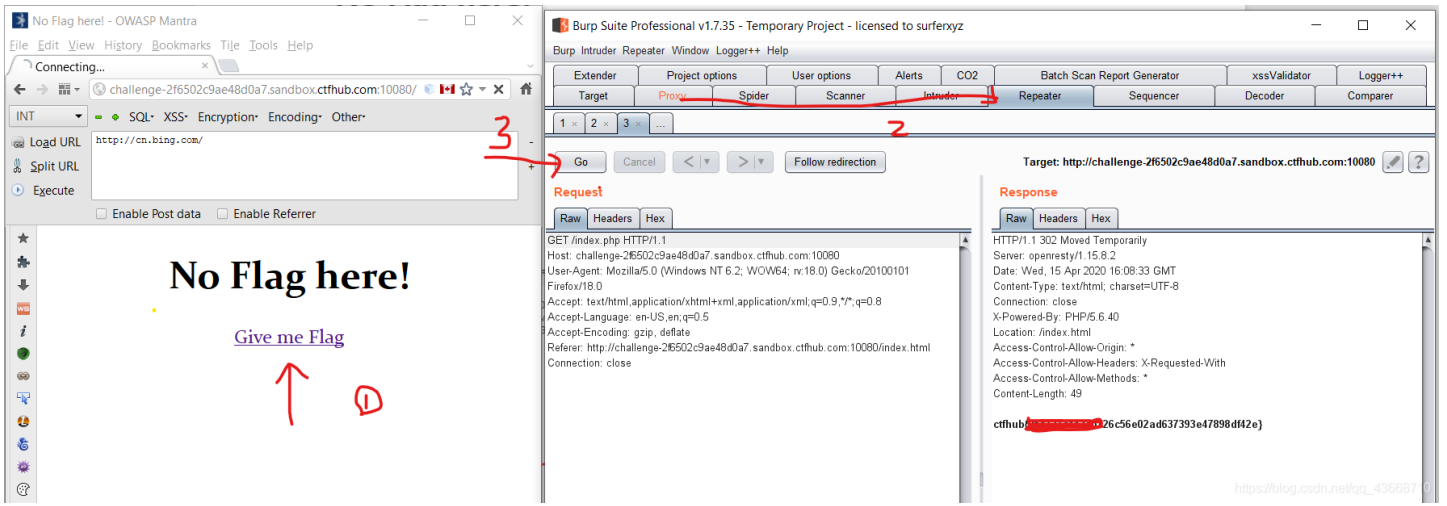 No Flag here! - OWASP Mantra
File Edit View History Bookmarks Tile Tools Help
Connecting...
challenge-2f6502c9ae48d0a7.sandbox.ctfhub.com:10080/
INT SQL· XSS· Encryption· Encoding· Other·
Load URL http://cn.bing.com/
Split URL
Execute
Enable Post data Enable Referrer
No Flag here!
Give me Flag
1
3
Burp Suite Professional v1.7.35 - Temporary Project - licensed to surferxyz
Burp Intruder Repeater Window Logger++ Help
Extender Project options User options Alerts CO2 Batch Scan Report Generator xssValidator Logger++
Target Proxy Spider Scanner Intruder Repeater Sequencer Decoder Comparer
2
1 × 2 × 3 × ...
Go Cancel < > Follow redirection Target: http://challenge-2f6502c9ae48d0a7.sandbox.ctfhub.com:10080 ?
Request
Raw Headers Hex
GET /index.php HTTP/1.1
Host: challenge-2f6502c9ae48d0a7.sandbox.ctfhub.com:10080
User-Agent: Mozilla/5.0 (Windows NT 6.2; WOW64; rv:18.0) Gecko/20100101
Firefox/18.0
Accept: text/html,application/xhtml+xml,application/xml;q=0.9,*/*;q=0.8
Accept-Language: en-US,en;q=0.5
Accept-Encoding: gzip, deflate
Referer: http://challenge-2f6502c9ae48d0a7.sandbox.ctfhub.com:10080/index.html
Connection: close
Response
Raw Headers Hex
HTTP/1.1 302 Moved Temporarily
Server: openresty/1.15.8.2
Date: Wed, 15 Apr 2020 16:08:33 GMT
Content-Type: text/html; charset=UTF-8
Connection: close
X-Powered-By: PHP/5.6.40
Location: /index.html
Access-Control-Allow-Origin: *
Access-Control-Allow-Headers: X-Requested-With
Access-Control-Allow-Methods: *
Content-Length: 49
ctfhub 26c56e02ad637393e47898df42e}
https://blog.csdn.net/qq_43668710